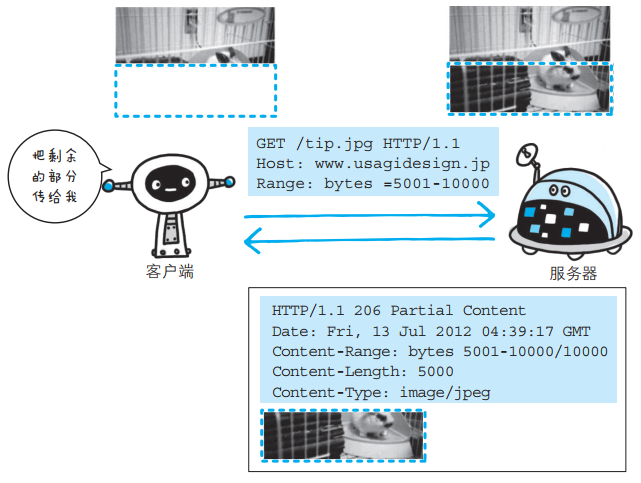 GET /tip.jpg HTTP/1.1
Host: www.usagidesign.jp
Range: bytes =5001-10000
把剩余
的部分
传给我
客户端
服务器
HTTP/1.1 206 Partial Content
Date: Fri, 13 Jul 2012 04:39:17 GMT
Content-Range: bytes 5001-10000/10000
Content-Length: 5000
Content-Type: image/jpeg